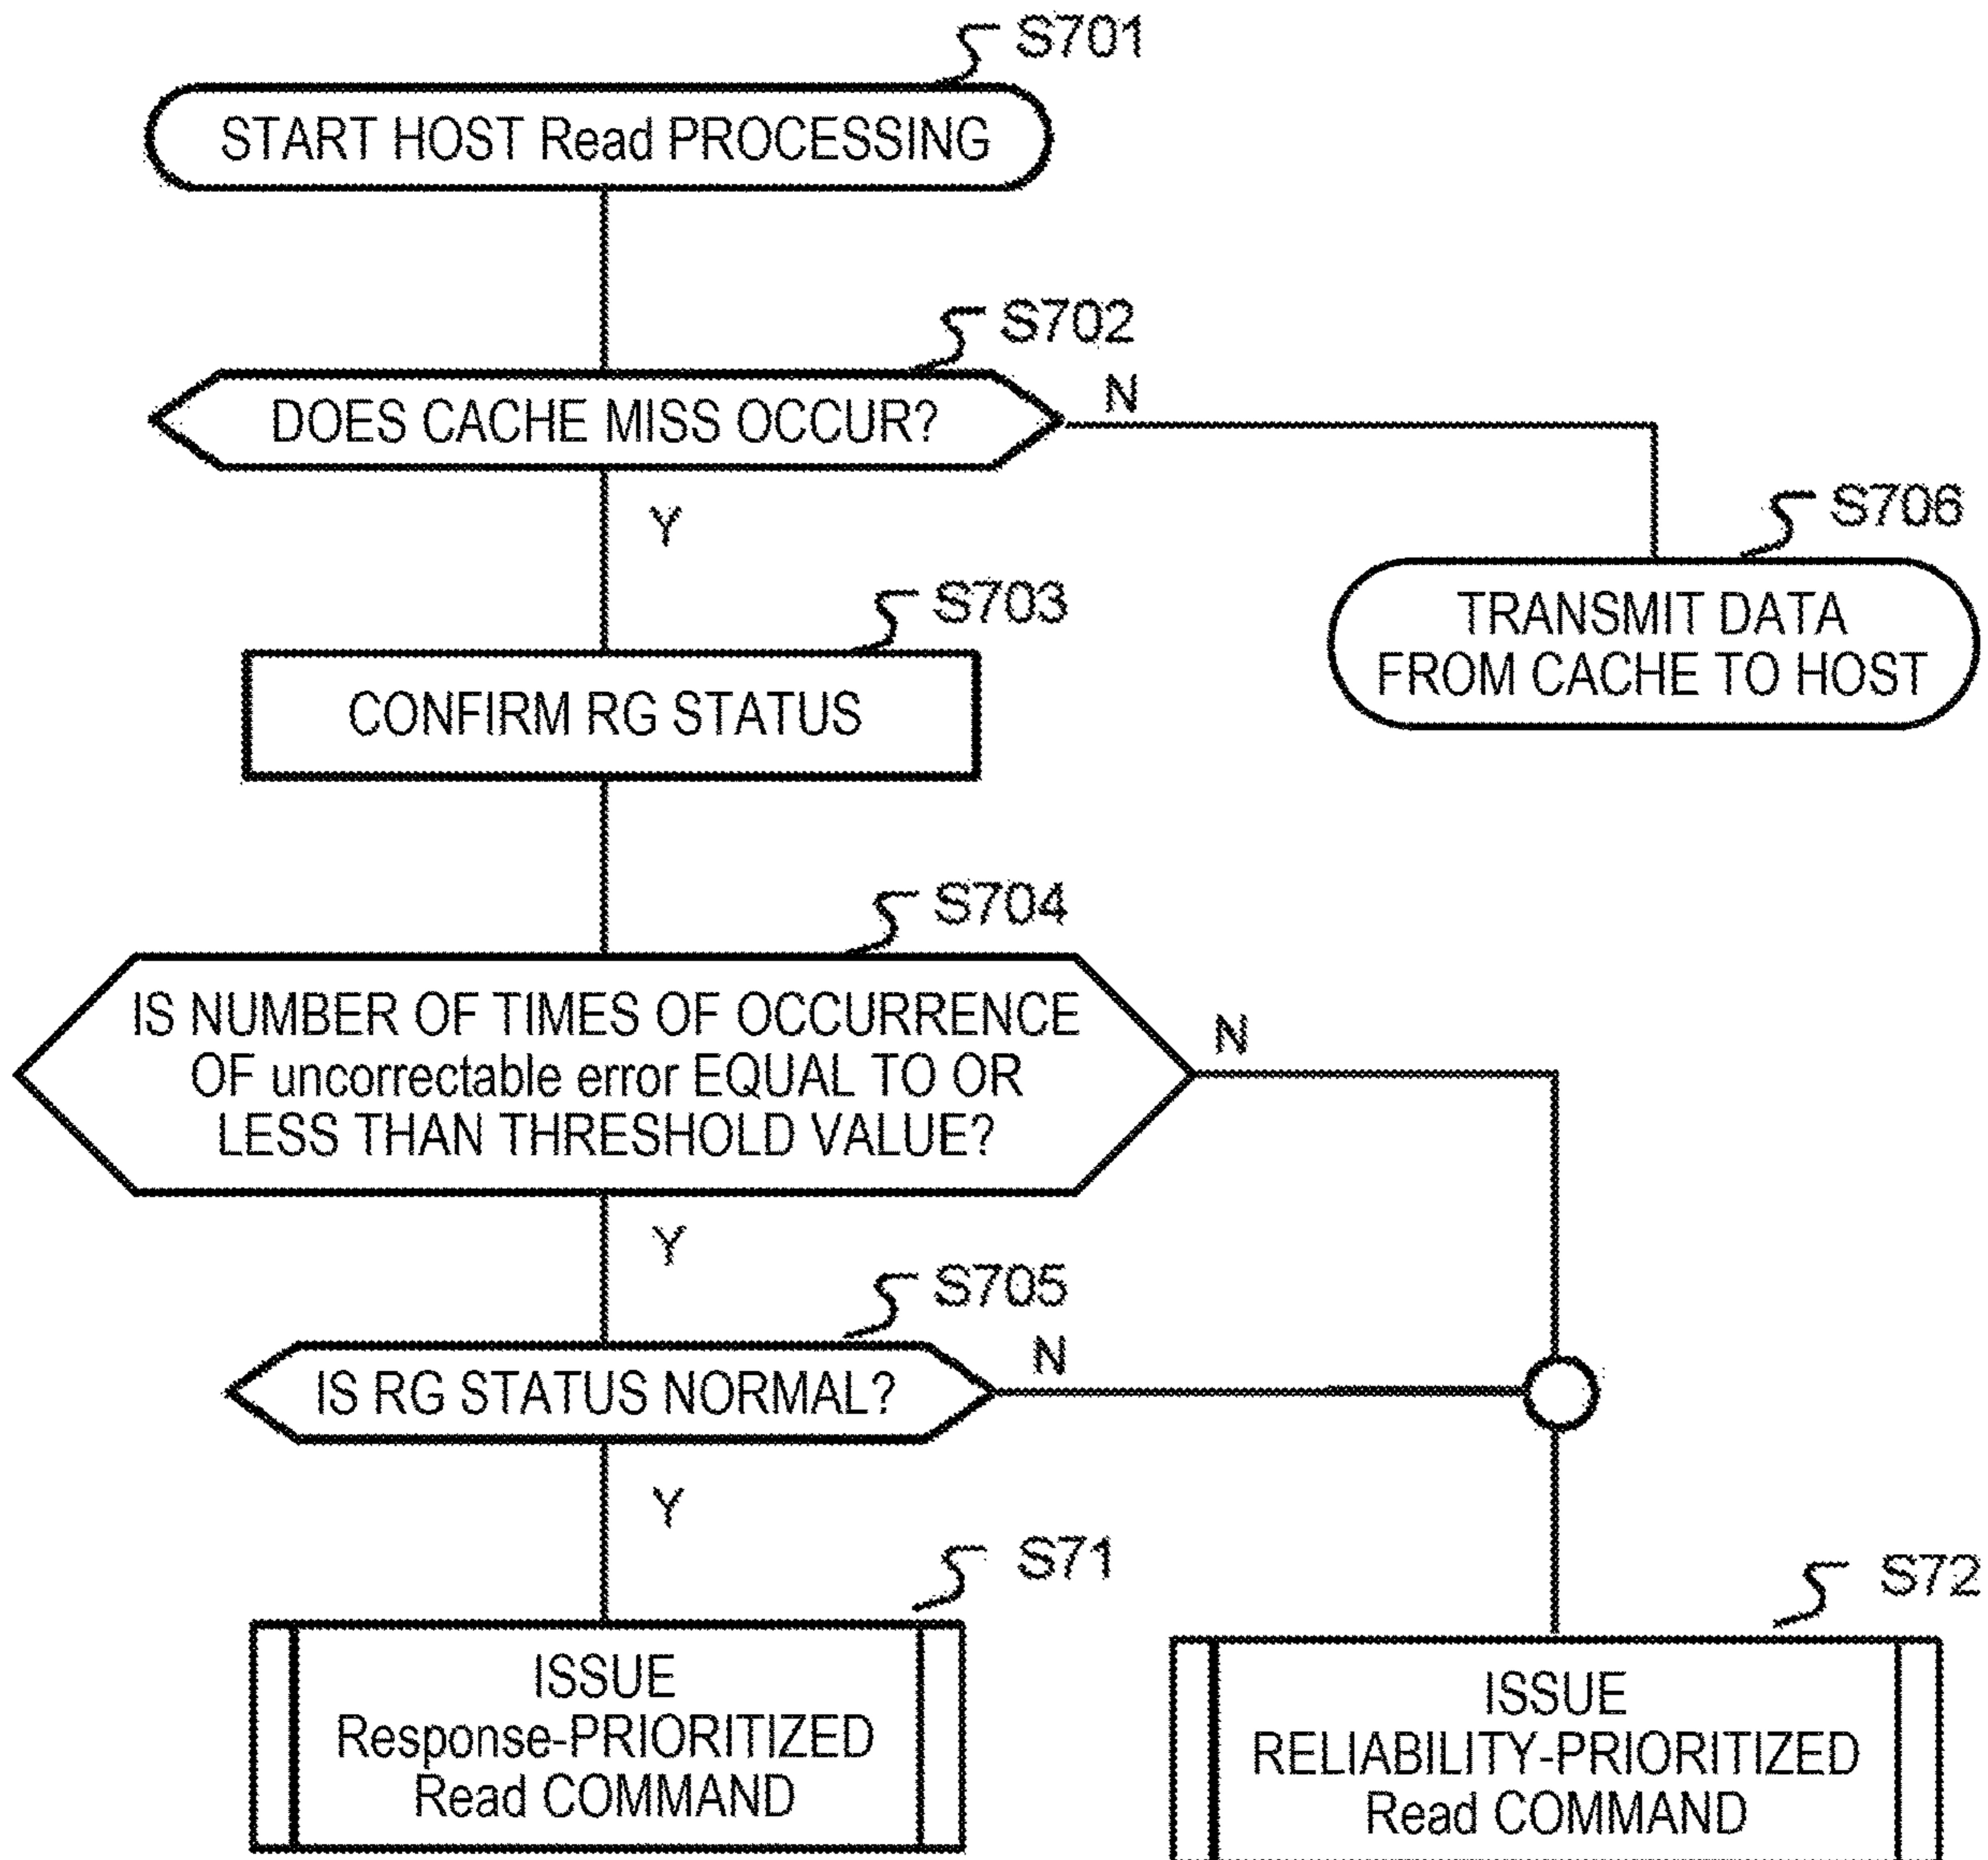 S701
START HOST Read PROCESSING
S702
DOES CACHE MISS OCCUR?
N
Y
S706
TRANSMIT DATA
FROM CACHE TO HOST
S703
CONFIRM RG STATUS
S704
IS NUMBER OF TIMES OF OCCURRENCE
OF uncorrectable error EQUAL TO OR
LESS THAN THRESHOLD VALUE?
N
Y
S705
IS RG STATUS NORMAL?
N
Y
S71
ISSUE
Response-PRIORITIZED
Read COMMAND
S72
ISSUE
RELIABILITY-PRIORITIZED
Read COMMAND